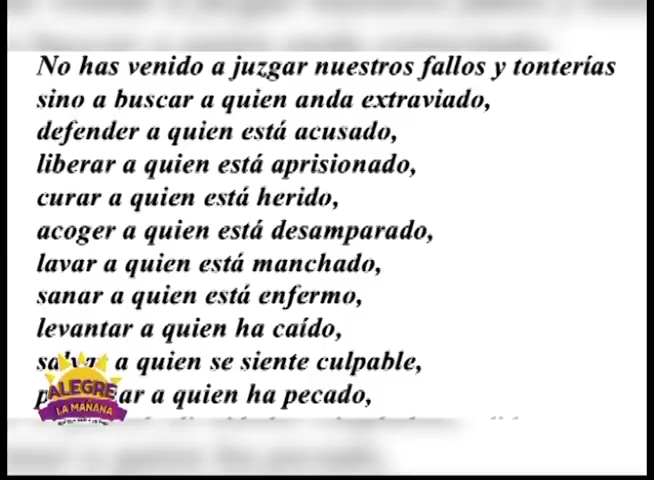 No has venido a juzgar nuestros fallos y tonterías
sino a buscar a quien anda extraviado,
defender a quien está acusado,
liberar a quien está aprisionado,
curar a quien está herido,
acoger a quien está desamparado,
lavar a quien está manchado,
sanar a quien está enfermo,
levantar a quien ha caído,
salvar a quien se siente culpable,
a quien ha pecado,
ALEGRE
LA MAÑANA